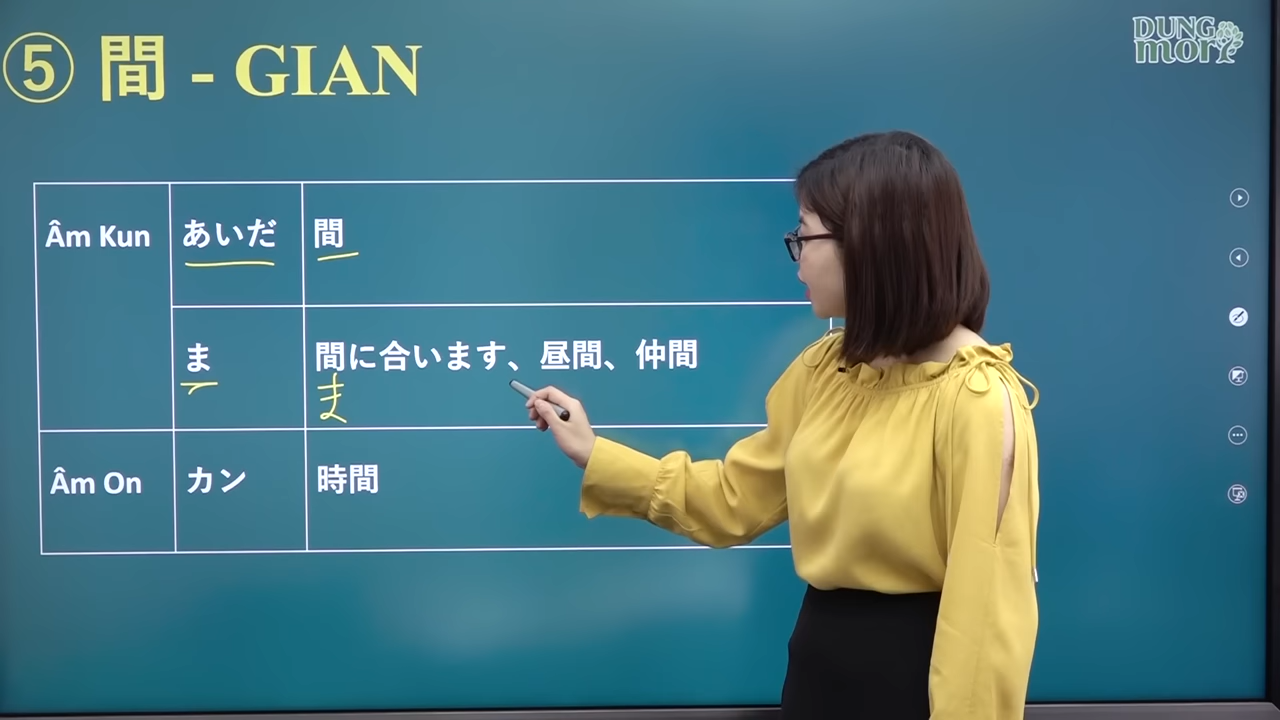 ⑤ 間 - GIAN
DUNG
mori
Âm Kun あいだ 間
ま 間に合います、昼間、仲間
ま
Âm On カン 時間